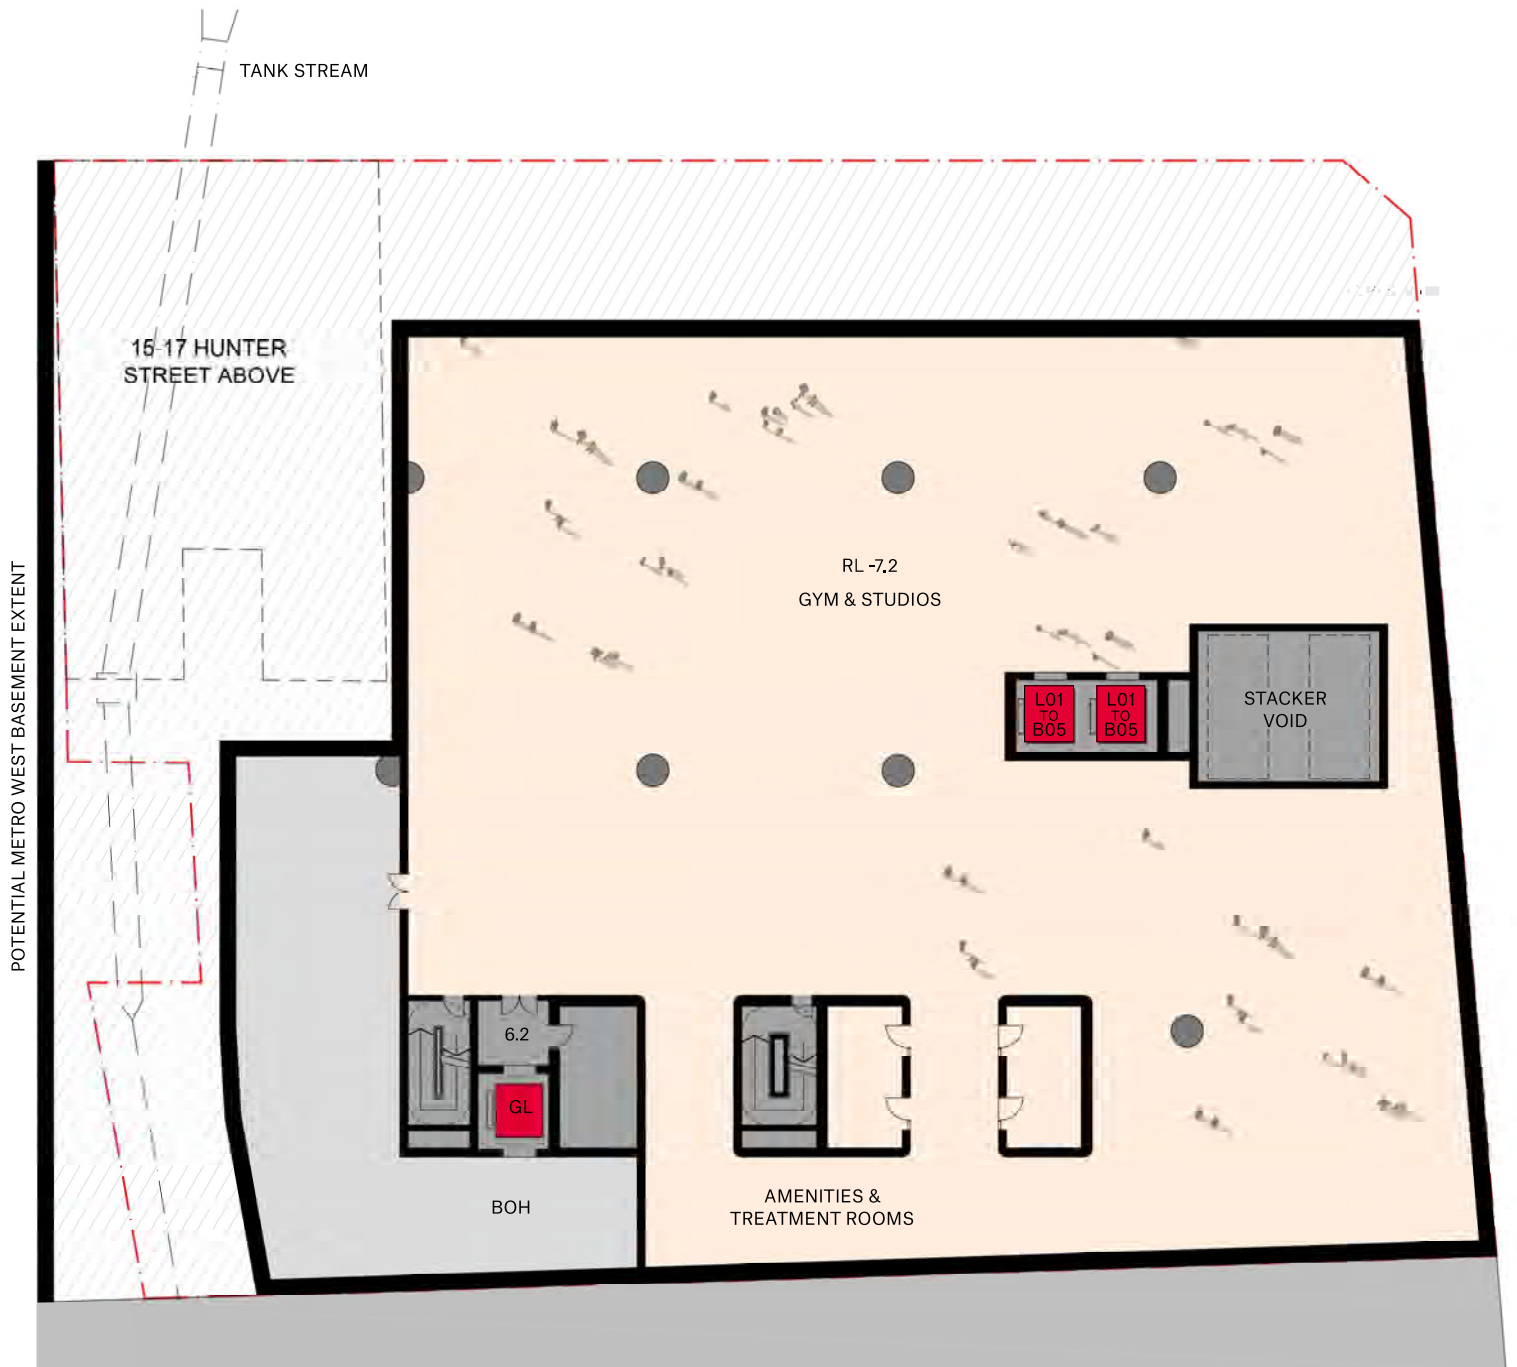 TANK STREAM
15-17 HUNTER
STREET ABOVE
POTENTIAL METRO WEST BASEMENT EXTENT
RL -7.2
GYM & STUDIOS
L01
TO
B05
L01
TO
B05
STACKER
VOID
6.2
GL
BOH
AMENITIES &
TREATMENT ROOMS